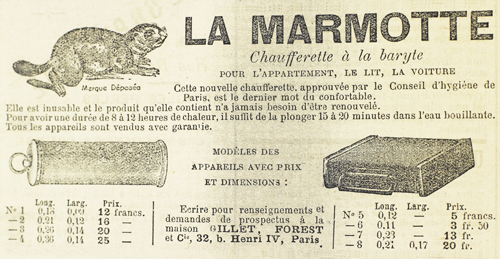 LA MARMOTTE
Marque Déposée
Chaufferette à la baryte
POUR L'APPARTEMENT, LE LIT, LA VOITURE
Cette nouvelle chaufferette, approuvée par le Conseil d'hygiène de
Paris, est le dernier mot du confortable.
Elle est inusable et le produit qu'elle contient n'a jamais besoin d'être renouvelé.
Pour avoir une durée de 8 à 12 heures de chaleur, il suffit de la plonger 15 à 20 minutes dans l'eau bouillante.
Tous les appareils sont vendus avec garantie.
MODÈLES DES
APPAREILS AVEC PRIX
ET DIMENSIONS :
Long. Larg. Prix.
No 1 0,18 0,09 12 francs.
— 2 0,21 0,12 16 —
— 3 0,26 0,14 20 —
— 4 0,36 0,14 25 —
Ecrire pour renseignements et
demandes de prospectus à la
maison GILLET, FOREST
et Cie, 32, b. Henri IV, Paris.
Long. Larg. Prix.
No 5 0,12 — 5 francs
— 6 0,11 — 3 fr. 50
— 7 0,23 — 13 fr.
— 8 0,21 0,17 20 fr.